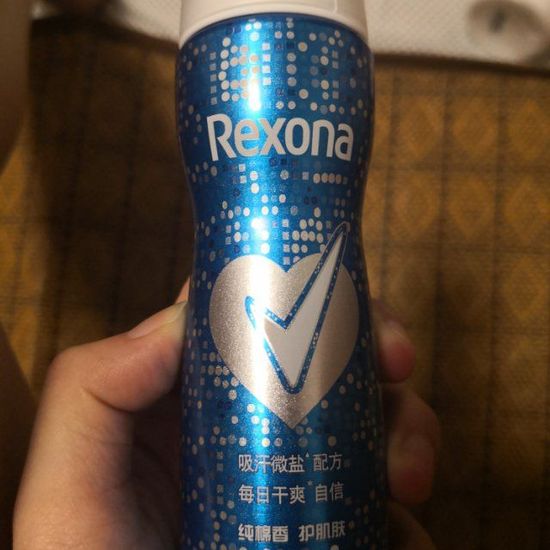 Rexona
吸汗微盐*配方
每日干爽*自信
纯棉香 护肌肤